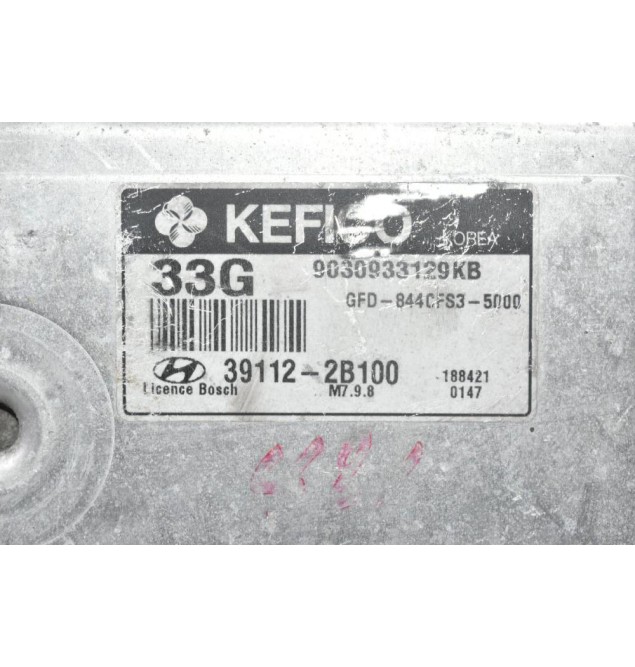 KEFICO KOREA
33G 9030933129KB
GFD-844CFS3-5000
39112-2B100 188421
Licence Bosch M7.9.8 0147